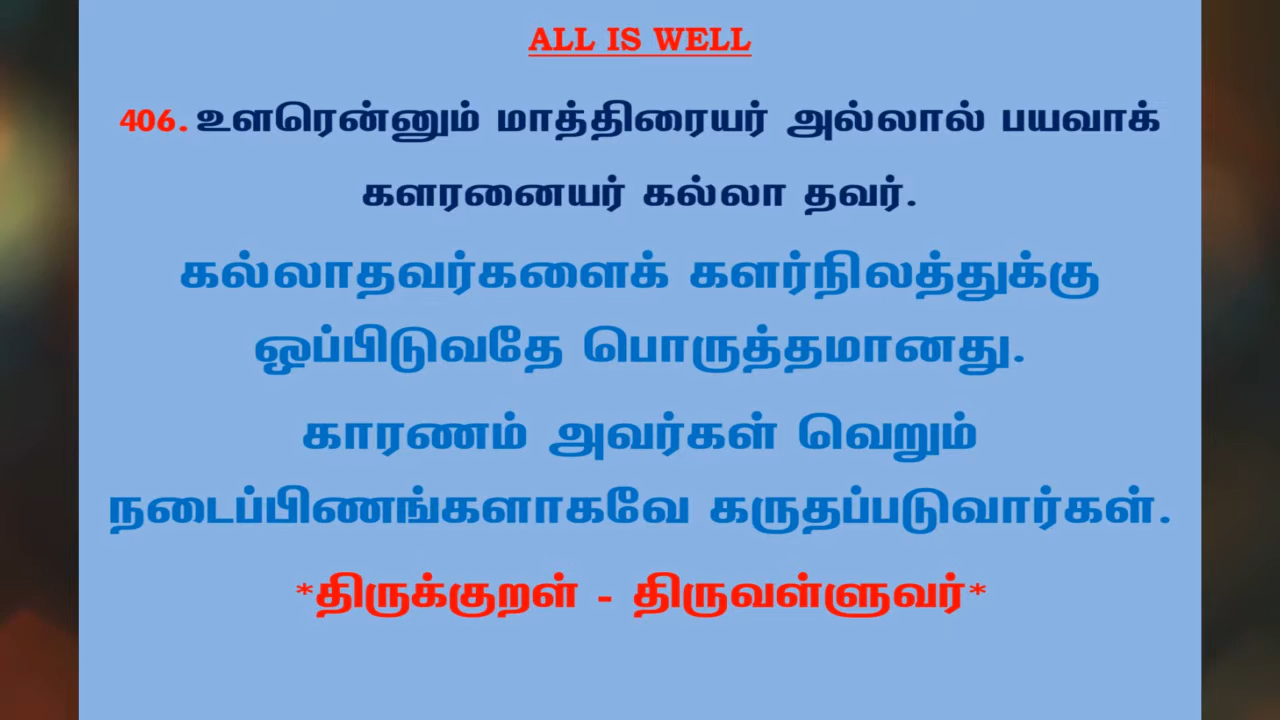 ALL IS WELL
406. உளரென்னும் மாத்திரையர் அல்லால் பயவாக்
களரனையர் கல்லா தவர்.
கல்லாதவர்களைக் களர்நிலத்துக்கு
ஒப்பிடுவதே பொருத்தமானது.
காரணம் அவர்கள் வெறும்
நடைப்பிணங்களாகவே கருதப்படுவார்கள்.
*திருக்குறள் - திருவள்ளுவர்*